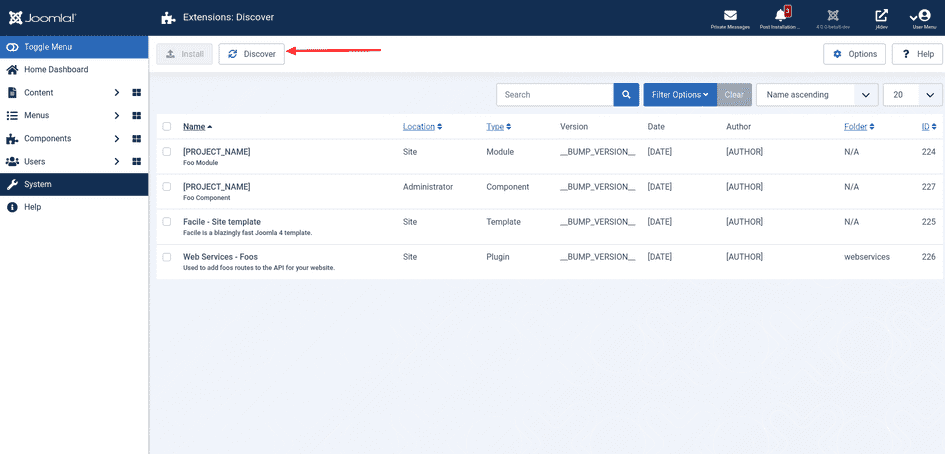 Joomla!
Extensions: Discover
Private Messages
3
Post Installation ...
j4dev
User Menu
Toggle Menu
Home Dashboard
Content
Menus
Components
Users
System
Help
Install
Discover
Options
Help
Search
Filter Options
Clear
Name ascending
20
Name Location Type Version Date Author Folder ID
[PROJECT_NAME] Site Module __BUMP_VERSION__ [DATE] [AUTHOR] N/A 224
Foo Module
[PROJECT_NAME] Administrator Component __BUMP_VERSION__ [DATE] [AUTHOR] N/A 227
Foo Component
Facile - Site template Site Template __BUMP_VERSION__ [DATE] [AUTHOR] N/A 225
Facile is a blazingly fast Joomla 4 template.
Web Services - Foos Site Plugin __BUMP_VERSION__ [DATE] [AUTHOR] webservices 226
Used to add foos routes to the API for your website.